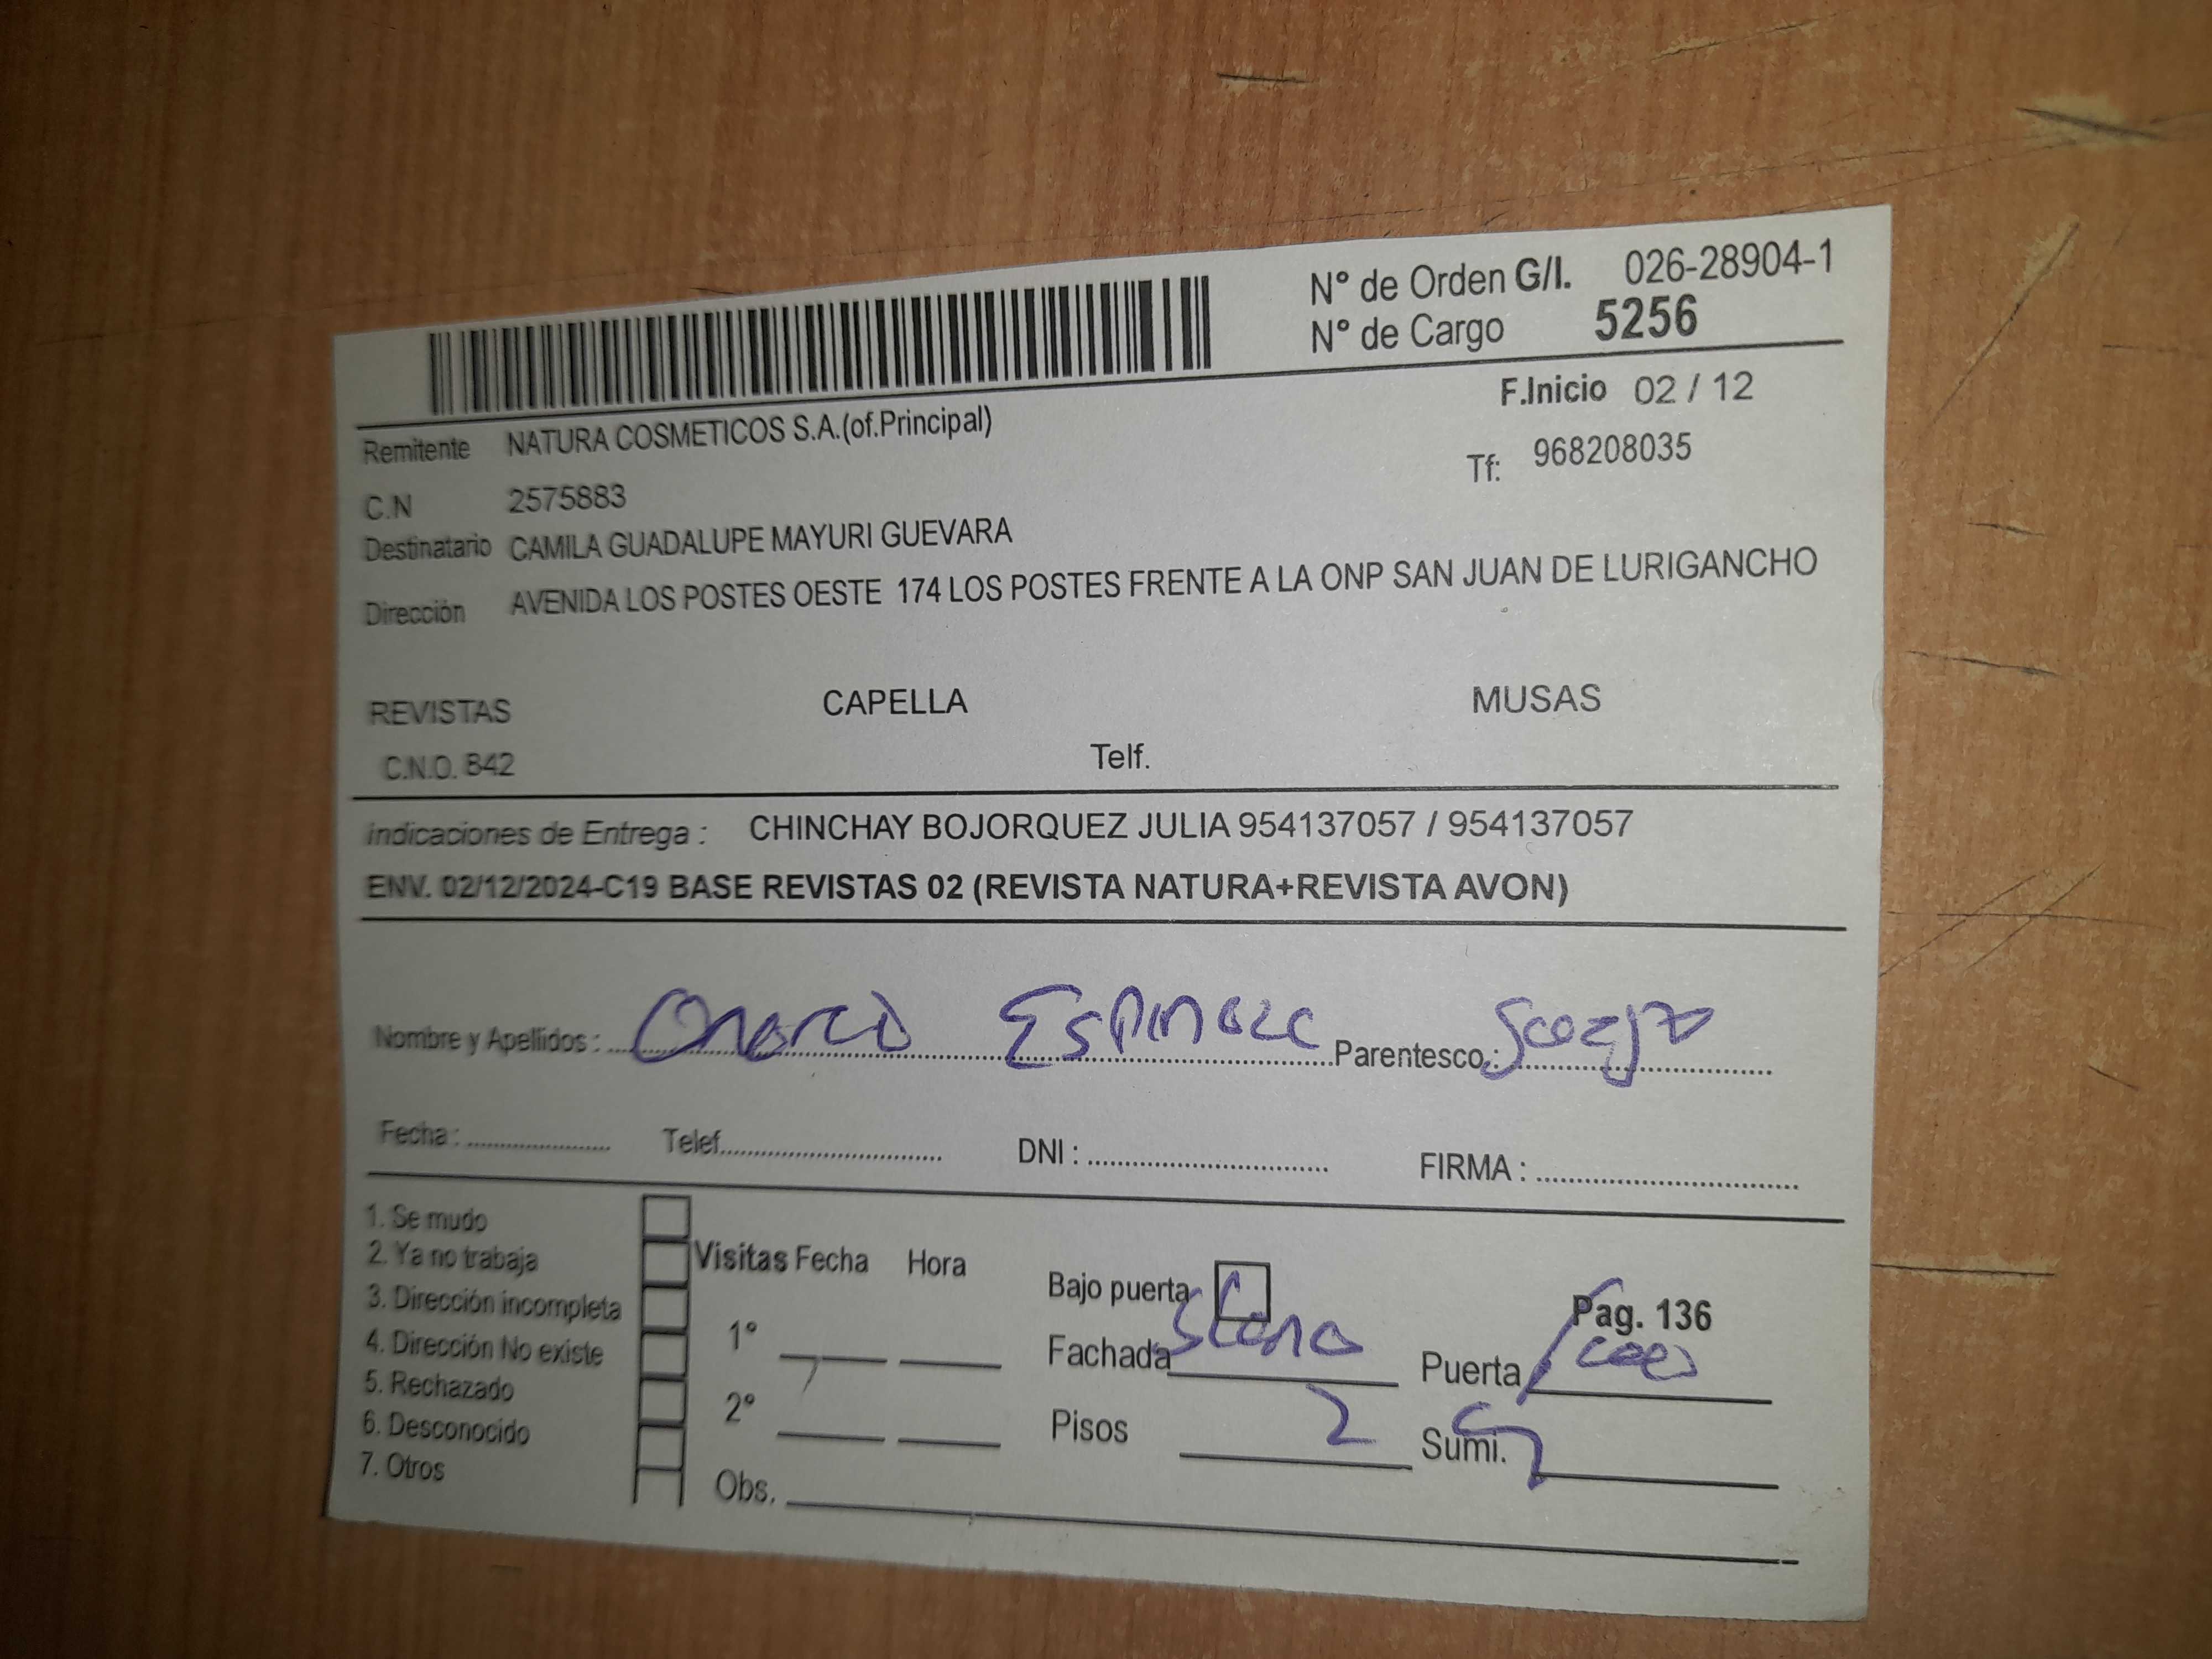 N° de Orden G/I. 026-28904-1
N° de Cargo 5256
F.Inicio 02 / 12
Remitente NATURA COSMETICOS S.A.(of.Principal)
Tf: 968208035
C.N 2575883
Destinatario CAMILA GUADALUPE MAYURI GUEVARA
Dirección AVENIDA LOS POSTES OESTE 174 LOS POSTES FRENTE A LA ONP SAN JUAN DE LURIGANCHO
REVISTAS CAPELLA MUSAS
C.N.O. 842 Telf.
Indicaciones de Entrega : CHINCHAY BOJORQUEZ JULIA 954137057 / 954137057
ENV. 02/12/2024-C19 BASE REVISTAS 02 (REVISTA NATURA+REVISTA AVON)
Nombre y Apellidos : Parentesco :
Fecha : Telef. DNI : FIRMA :
1. Se mudo
2. Ya no trabaja
3. Dirección incompleta
4. Dirección No existe
5. Rechazado
6. Desconocido
7. Otros
Visitas Fecha Hora
1°
2°
Obs.
Bajo puerta
Fachada
Pisos 2
Pag. 136
Puerta
Sumi.